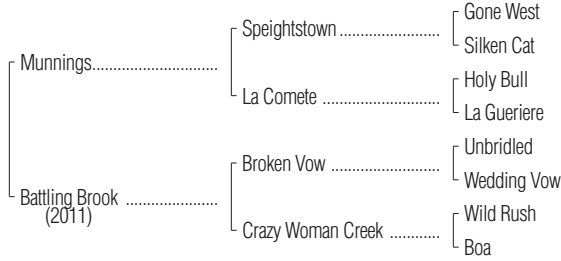 Gone West
Speightstown ....................
Silken Cat
Munnings.........................
Holy Bull
La Comete .......................
La Gueriere
Unbridled
Broken Vow .....................
Wedding Vow
Battling Brook ..................
(2011)
Wild Rush
Crazy Woman Creek ..........
Boa